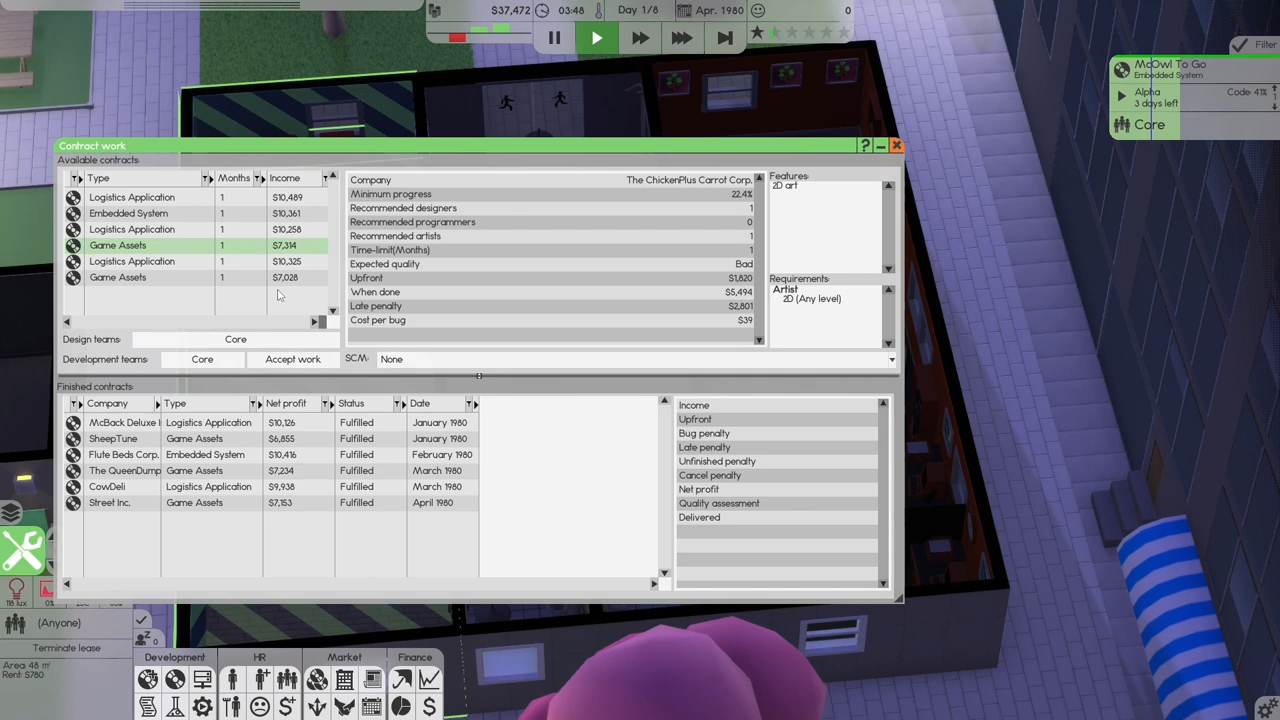 $37,472
03:48
Day 1/8
Apr. 1980
0
Filter
McOwl To Go
Embedded System
Alpha
3 days left
Code: 41%
1
Core
Contract work
?
Available contracts:
Type Months Income
Logistics Application 1 $10,489
Embedded System 1 $10,361
Logistics Application 1 $10,258
Game Assets 1 $7,314
Logistics Application 1 $10,325
Game Assets 1 $7,028
Company The ChickenPlus Carrot Corp.
Minimum progress 22.4%
Recommended designers 1
Recommended programmers 0
Recommended artists 1
Time-limit(Months) 1
Expected quality Bad
Upfront $1,820
When done $5,494
Late penalty $2,801
Cost per bug $39
Features:
2D art
Requirements:
Artist
2D (Any level)
Design teams: Core
Development teams: Core Accept work SCM: None
Finished contracts:
Company Type Net profit Status Date
McBack Deluxe Logistics Application $10,126 Fulfilled January 1980
SheepTune Game Assets $6,855 Fulfilled January 1980
Flute Beds Corp. Embedded System $10,416 Fulfilled February 1980
The QueenDump Game Assets $7,234 Fulfilled March 1980
CowDeli Logistics Application $9,938 Fulfilled March 1980
Street Inc. Game Assets $7,153 Fulfilled April 1980
Income
Upfront
Bug penalty
Late penalty
Unfinished penalty
Cancel penalty
Net profit
Quality assessment
Delivered
118 lux
(Anyone)
0
Terminate lease
Area: 48 m²
Rent: $780
Development HR Market Finance